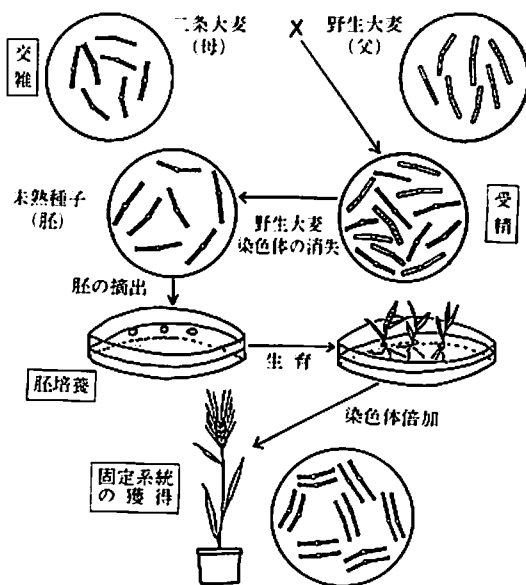 交雑
二条大麦
(母)
×
野生大麦
(父)
未熟種子
(胚)
野生大麦
染色体の消失
受精
胚の摘出
胚培養
生育
染色体倍加
固定系統
の獲得